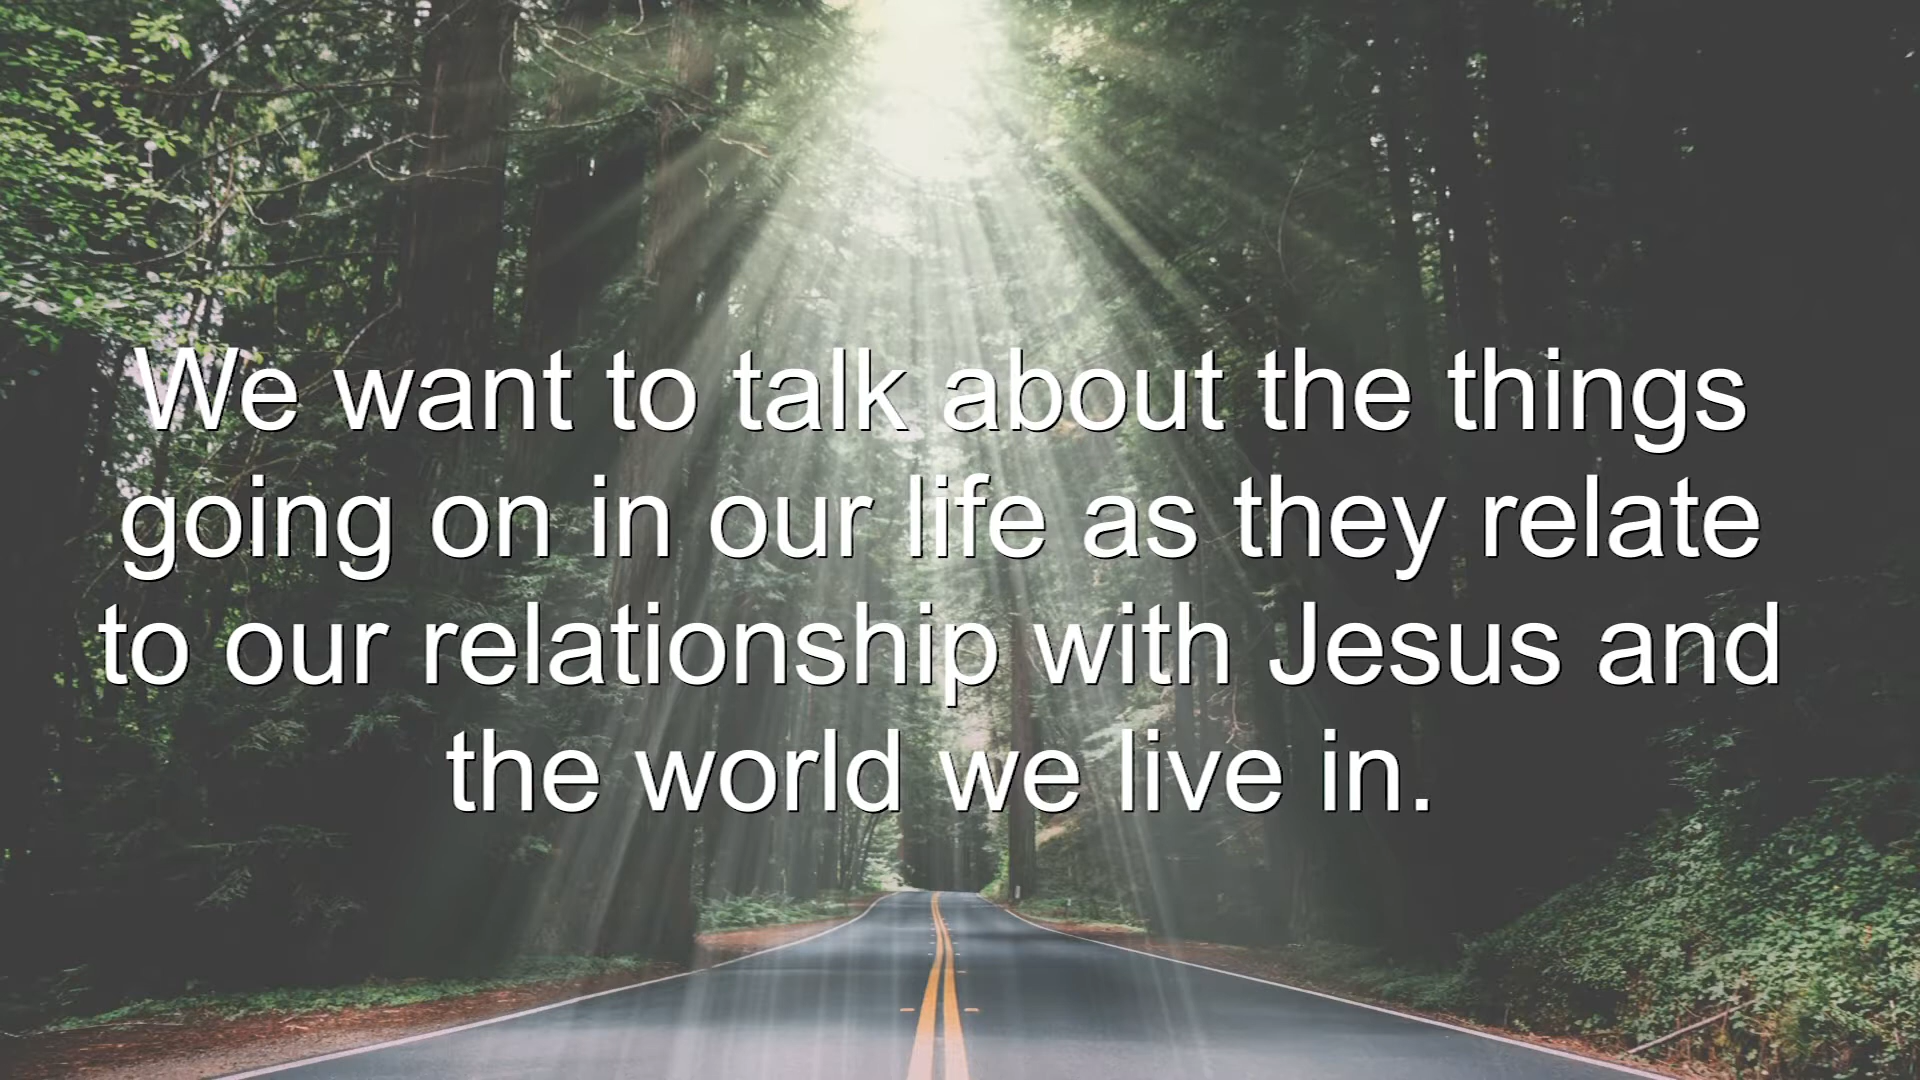 We want to talk about the things
going on in our life as they relate
to our relationship with Jesus and
the world we live in.